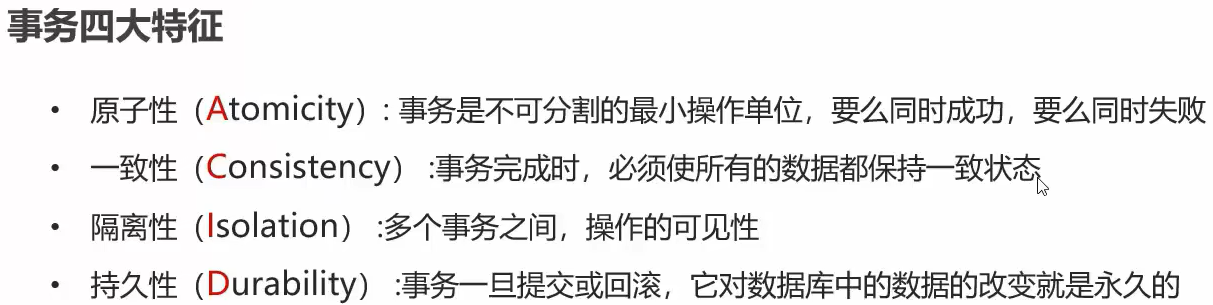 事务四大特征
• 原子性（Atomicity）: 事务是不可分割的最小操作单位，要么同时成功，要么同时失败
• 一致性（Consistency） :事务完成时，必须使所有的数据都保持一致状态
• 隔离性（Isolation） :多个事务之间，操作的可见性
• 持久性（Durability） :事务一旦提交或回滚，它对数据库中的数据的改变就是永久的